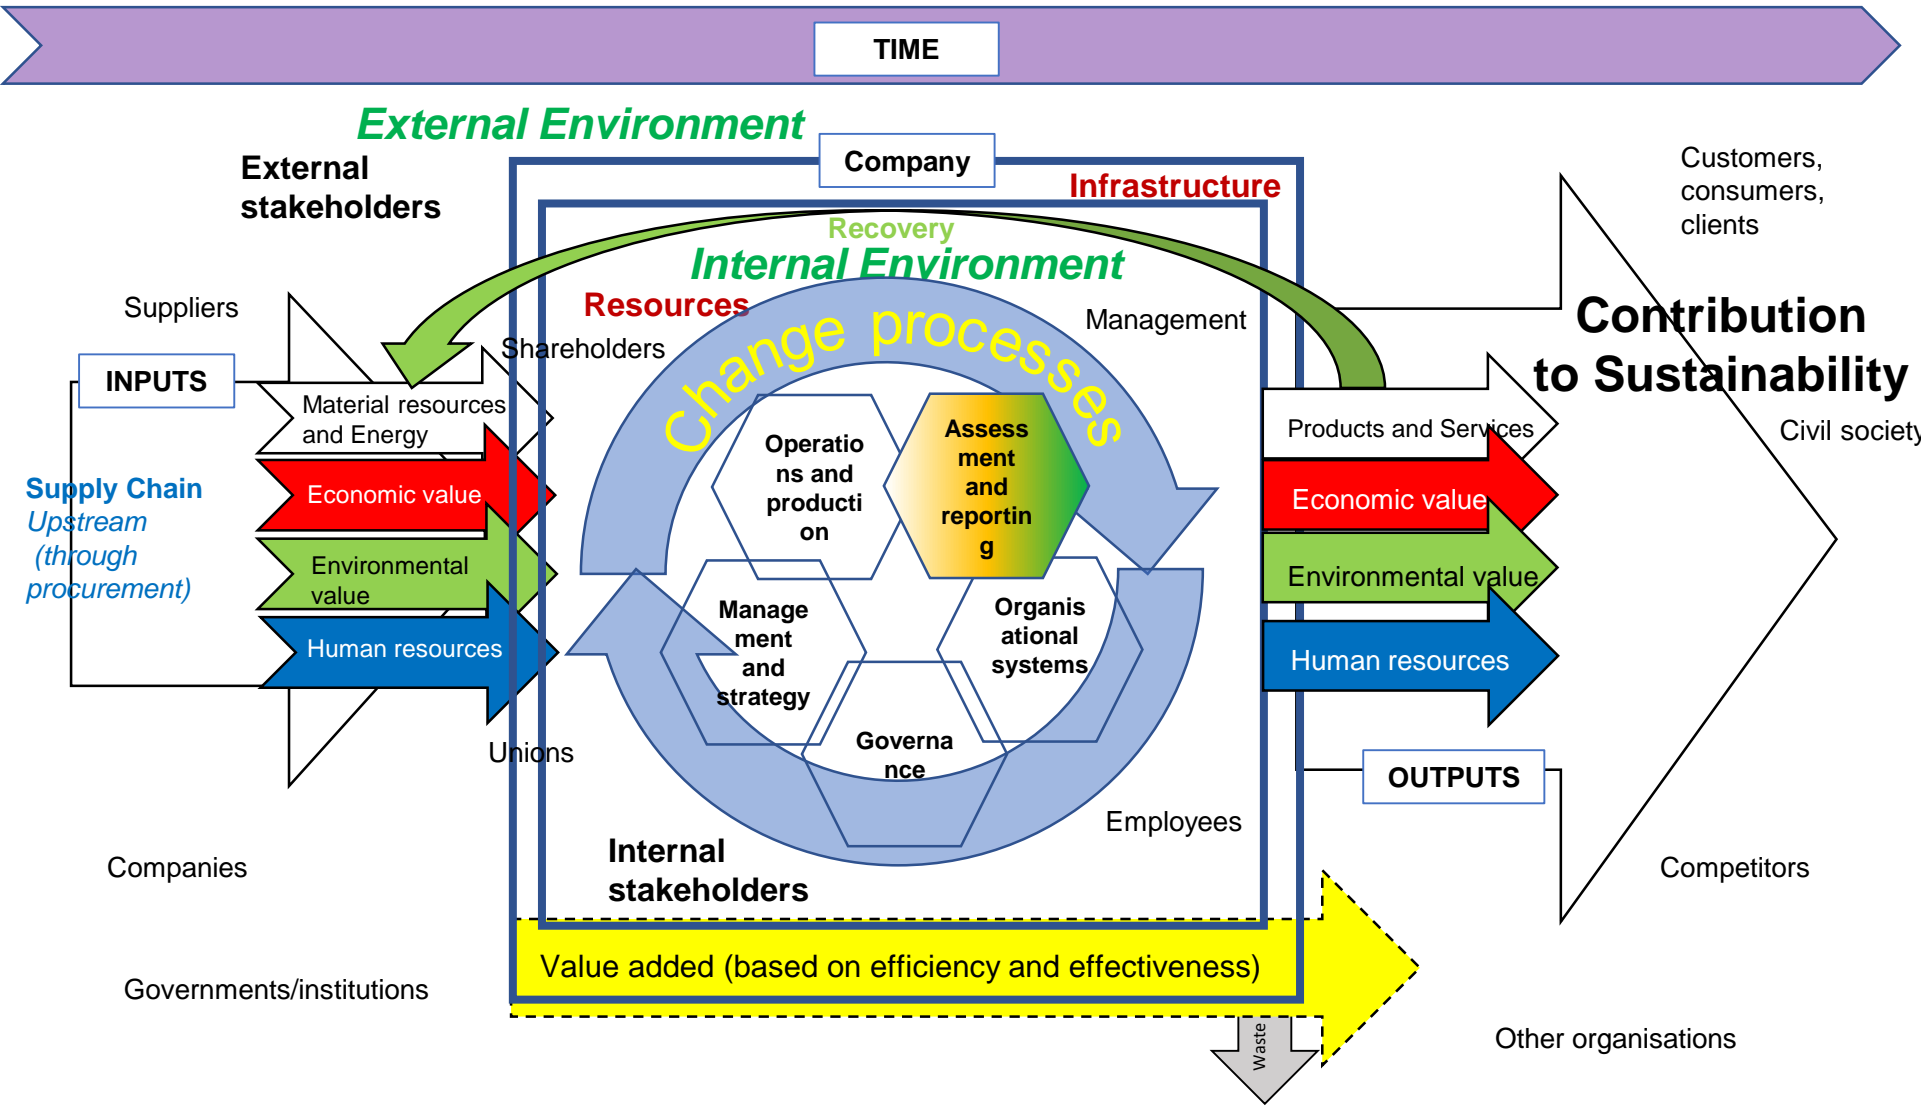 TIME
External Environment
External
stakeholders
Company
Infrastructure
Customers,
consumers,
clients
Recovery
Internal Environment
Resources
Suppliers
Shareholders
Management
Change processes
Contribution
to Sustainability
INPUTS
Material resources
and Energy
Economic value
Environmental
value
Human resources
Supply Chain
Upstream
(through
procurement)
Operatio
ns and
producti
on
Assess
ment
and
reportin
g
Manage
ment
and
strategy
Organis
ational
systems
Governa
nce
Products and Services
Economic value
Environmental value
Human resources
Civil society
Unions
OUTPUTS
Employees
Internal
stakeholders
Companies
Competitors
Value added (based on efficiency and effectiveness)
Governments/institutions
Waste
Other organisations